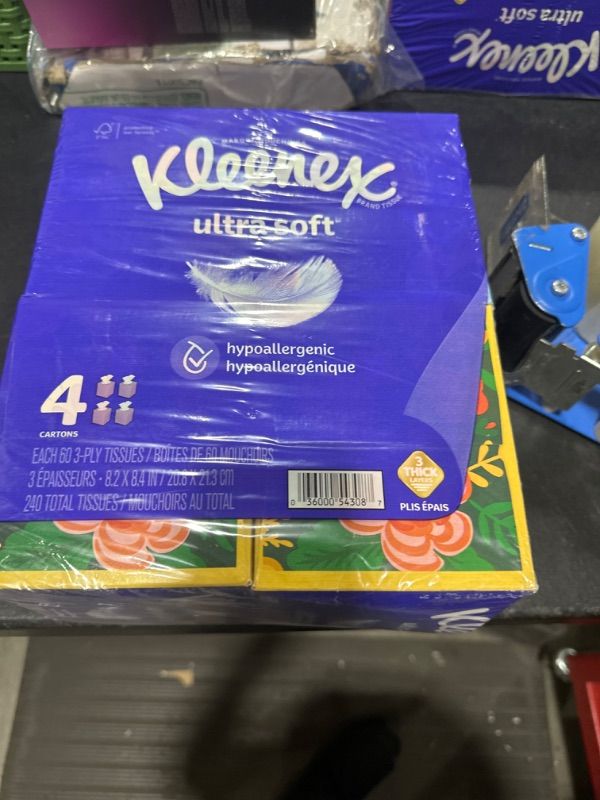 Kleenex
ultra soft
MARQUE
Kleenex
BRAND TISSUE
ultra soft
hypoallergenic
hypoallergénique
4
CARTONS
EACH 60 3-PLY TISSUES / BOÎTES DE 60 MOUCHOIRS
3 ÉPAISSEURS • 8.2 X 8.4 IN / 20.8 X 21.3 cm
240 TOTAL TISSUES / MOUCHOIRS AU TOTAL
0 36000 54308 7
3
THICK
LAYERS
PLIS ÉPAIS